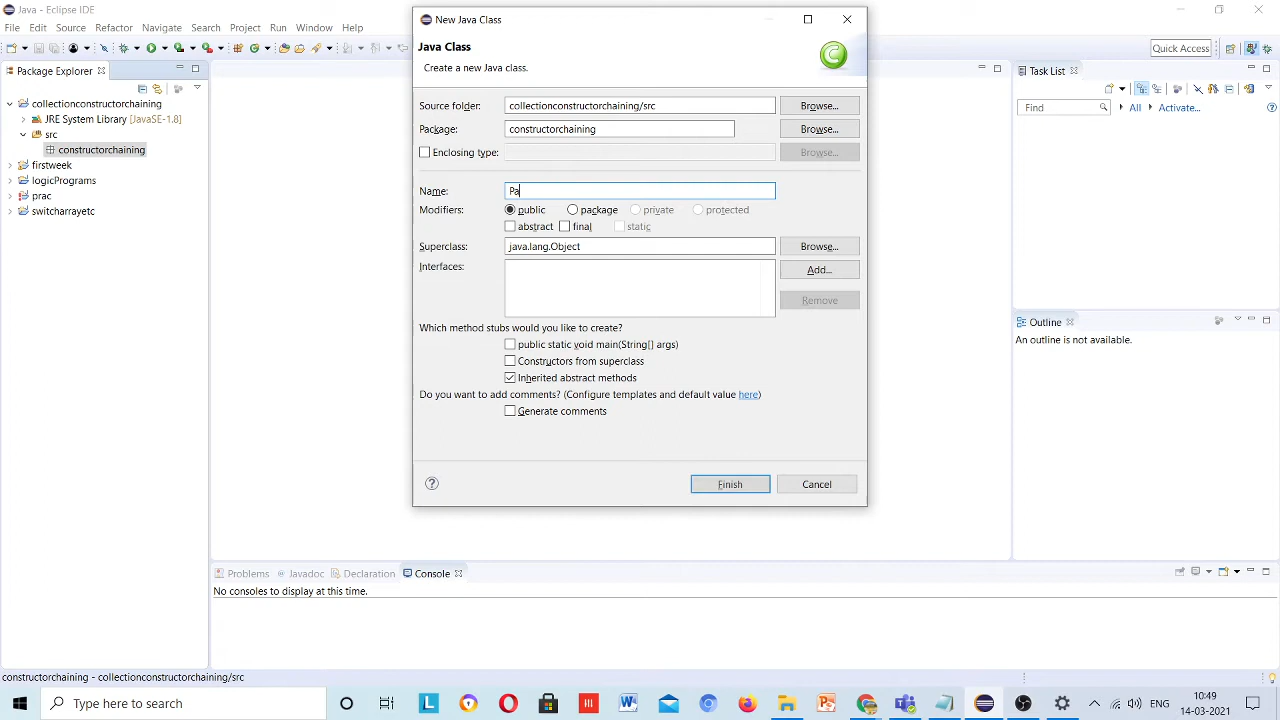 Java - Eclipse IDE
File Edit Source Refactor Navigate Search Project Run Window Help
Quick Access
Package Explorer
collectionconstructorchaining
JRE System Library [JavaSE-1.8]
src
constructorchaining
firstweek
logicPrograms
prac
switcharrayetc
New Java Class
Java Class
Create a new Java class.
Source folder: collectionconstructorchaining/src Browse...
Package: constructorchaining Browse...
Enclosing type: Browse...
Name: Pa
Modifiers: public package private protected
abstract final static
Superclass: java.lang.Object Browse...
Interfaces: Add...
Remove
Which method stubs would you like to create?
public static void main(String[] args)
Constructors from superclass
Inherited abstract methods
Do you want to add comments? (Configure templates and default value here)
Generate comments
Finish Cancel
Task List
Find All Activate...
Outline
An outline is not available.
Problems Javadoc Declaration Console
No consoles to display at this time.
constructorchaining - collectionconstructorchaining/src
Type here to search
ENG
10:49
14-03-2021